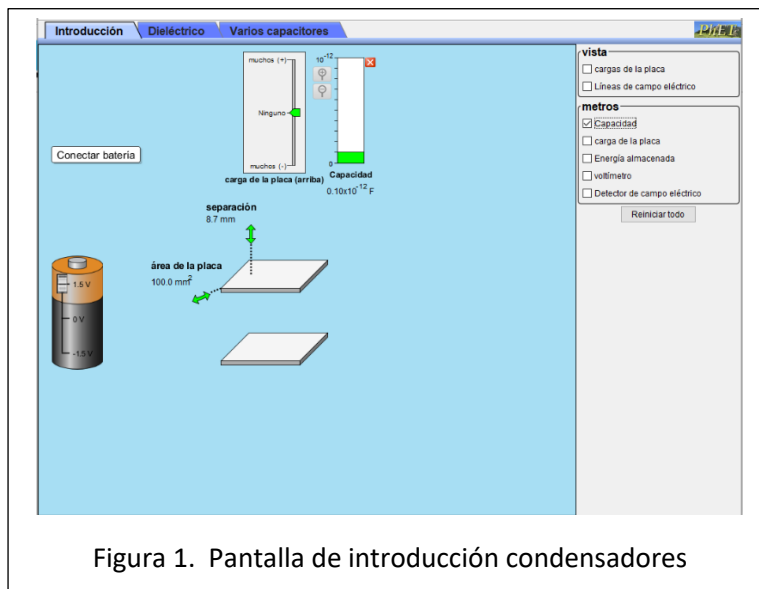 Introducción
Dieléctrico
Varios capacitores
PhET
muchos (+)
Ninguno
muchos (-)
carga de la placa (arriba)
10-12
0
Capacidad
0.10x10-12 F
Conectar batería
separación
8.7 mm
área de la placa
100.0 mm2
1.5 V
0 V
-1.5 V
vista
cargas de la placa
Líneas de campo eléctrico
metros
Capacidad
carga de la placa
Energía almacenada
voltímetro
Detector de campo eléctrico
Reiniciar todo
Figura 1. Pantalla de introducción condensadores